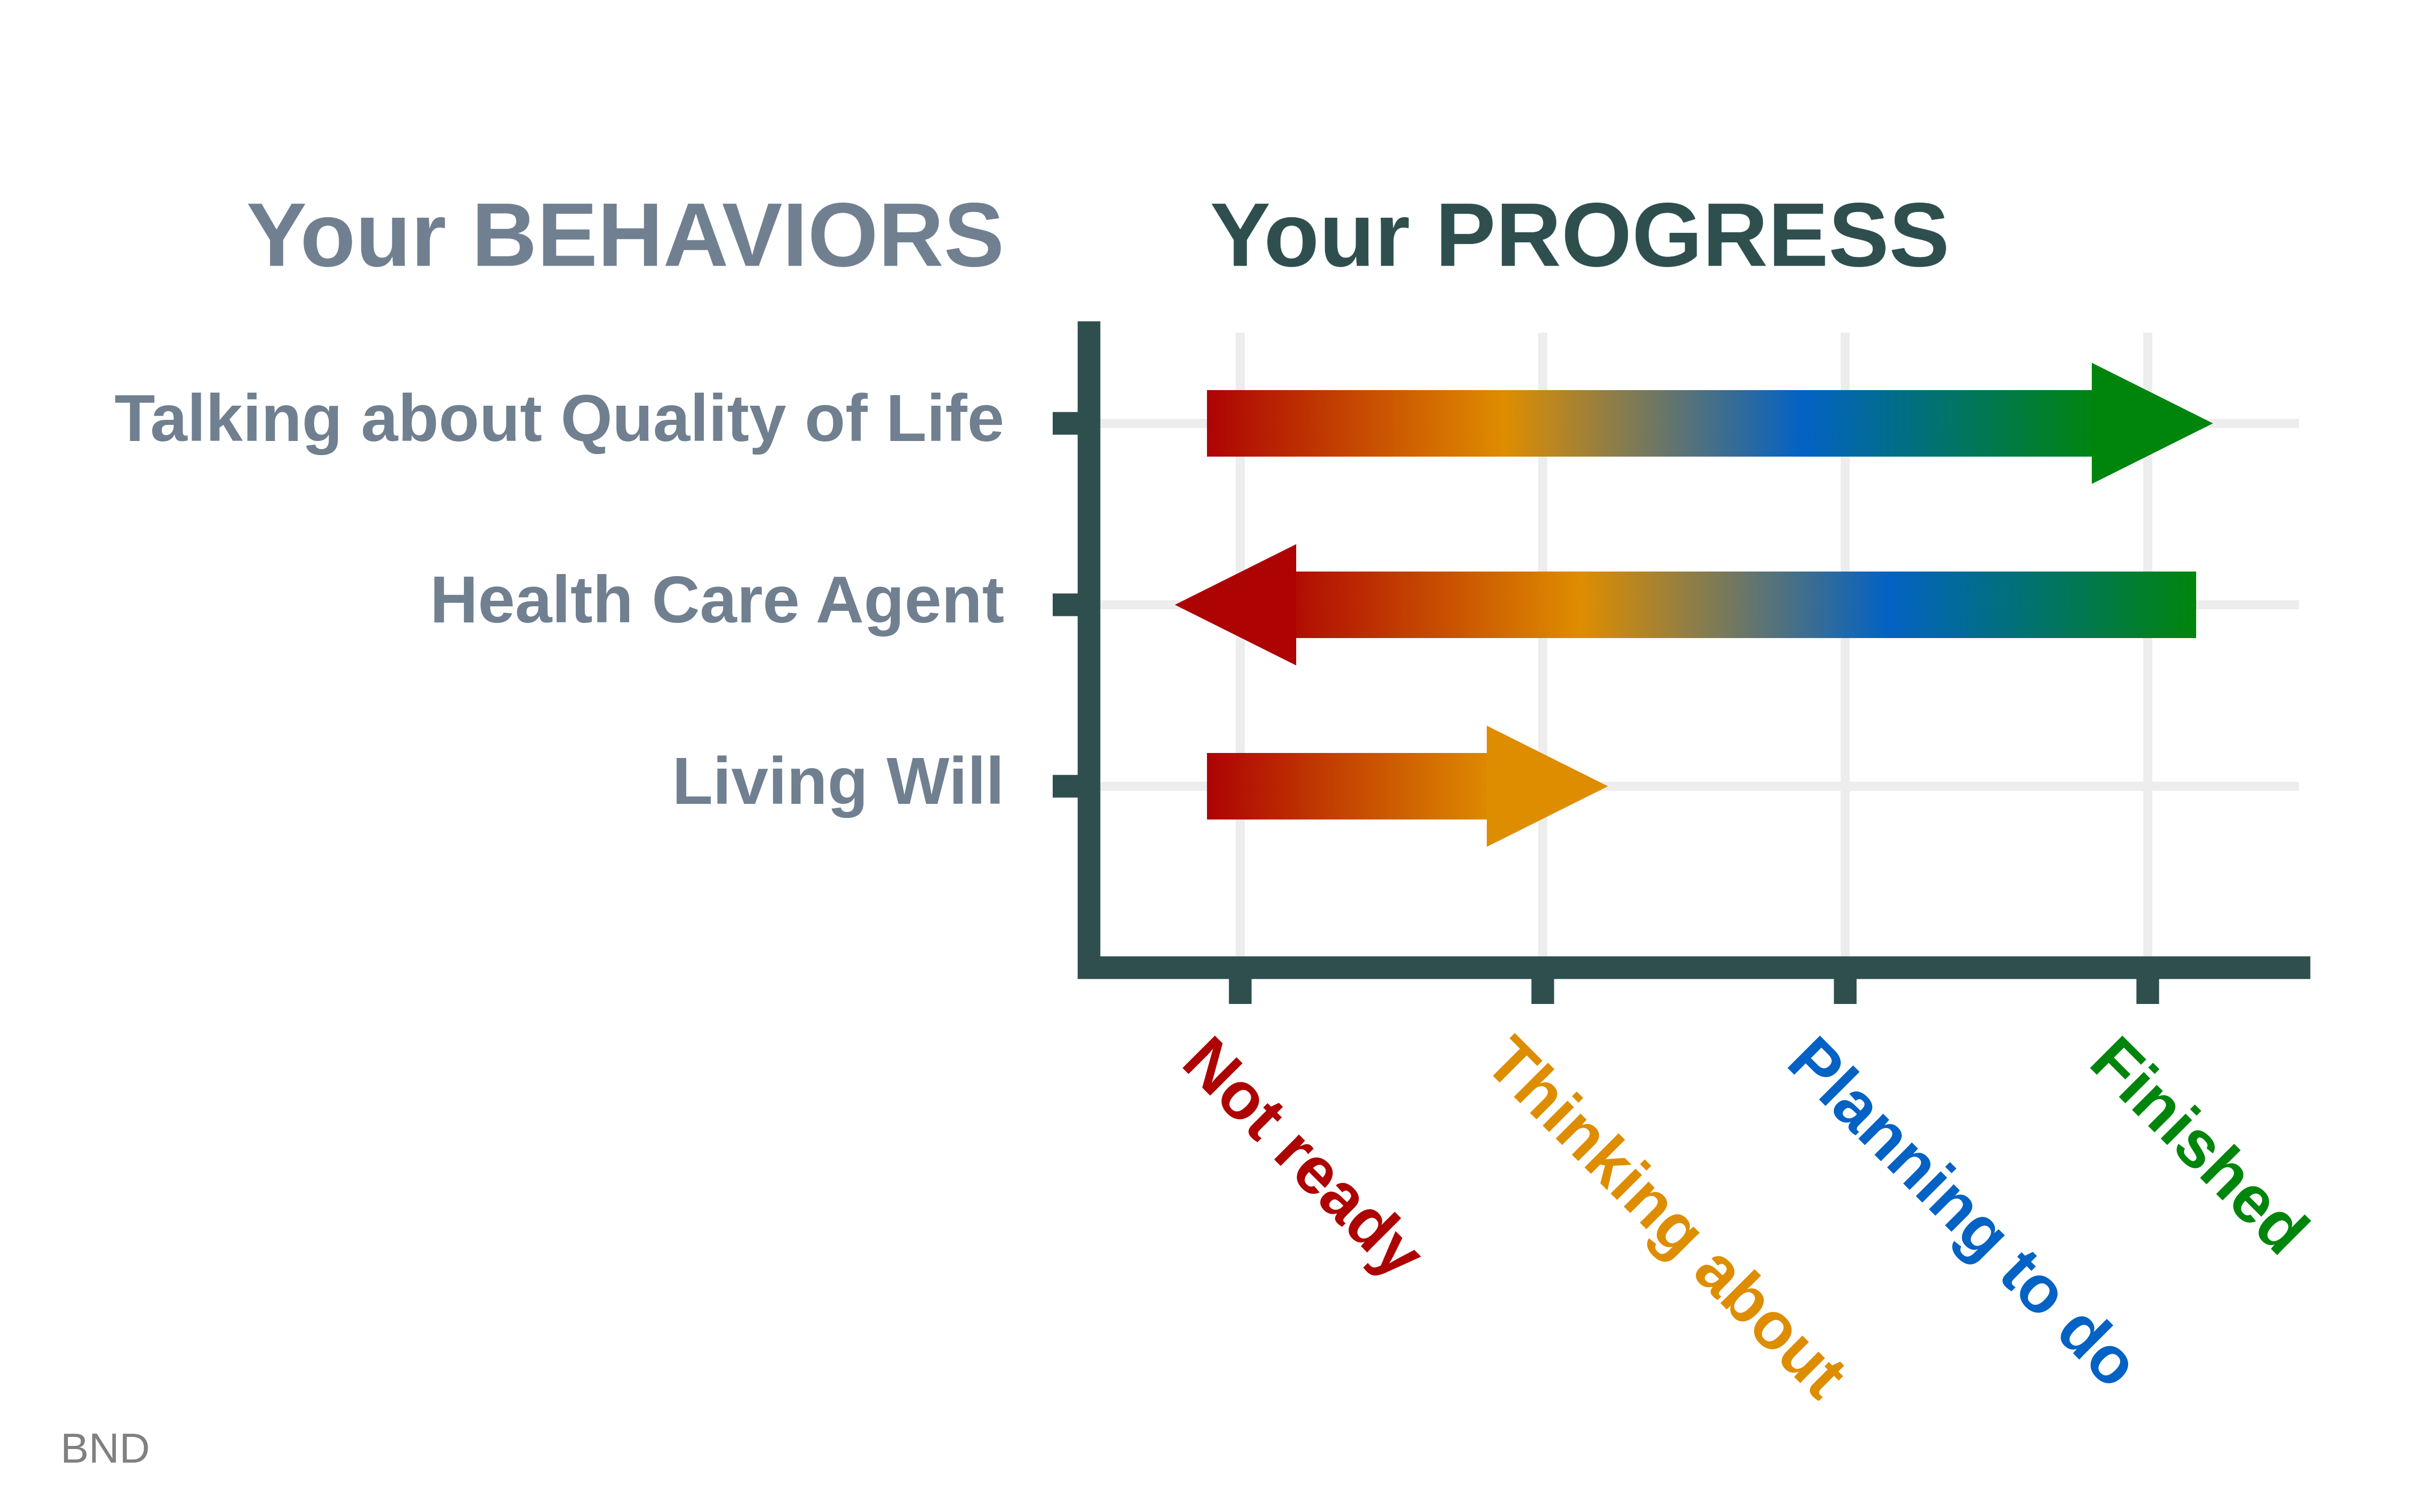 Your BEHAVIORS
Your PROGRESS
Talking about Quality of Life
Health Care Agent
Living Will
Not ready
Thinking about
Planning to do
Finished
BND